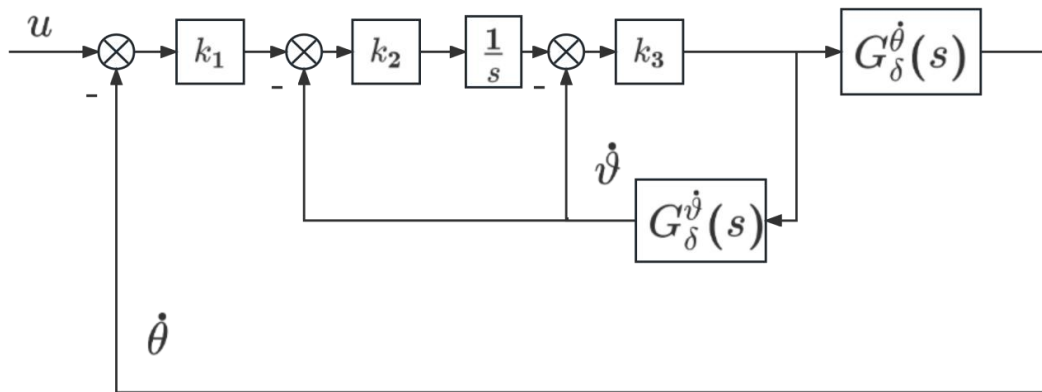 u
k₁ k₂ 1/s k₃ G_δ^θ̇(s)
- - -
ϑ̇
G_δ^ϑ̇(s)
θ̇